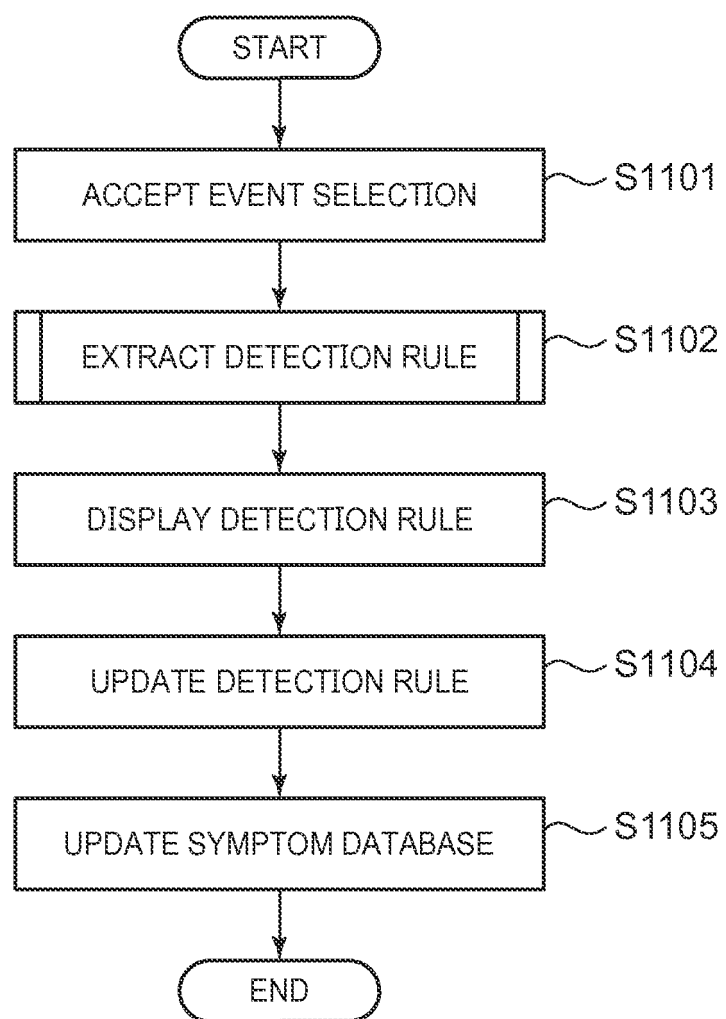 START
ACCEPT EVENT SELECTION
S1101
EXTRACT DETECTION RULE
S1102
DISPLAY DETECTION RULE
S1103
UPDATE DETECTION RULE
S1104
UPDATE SYMPTOM DATABASE
S1105
END